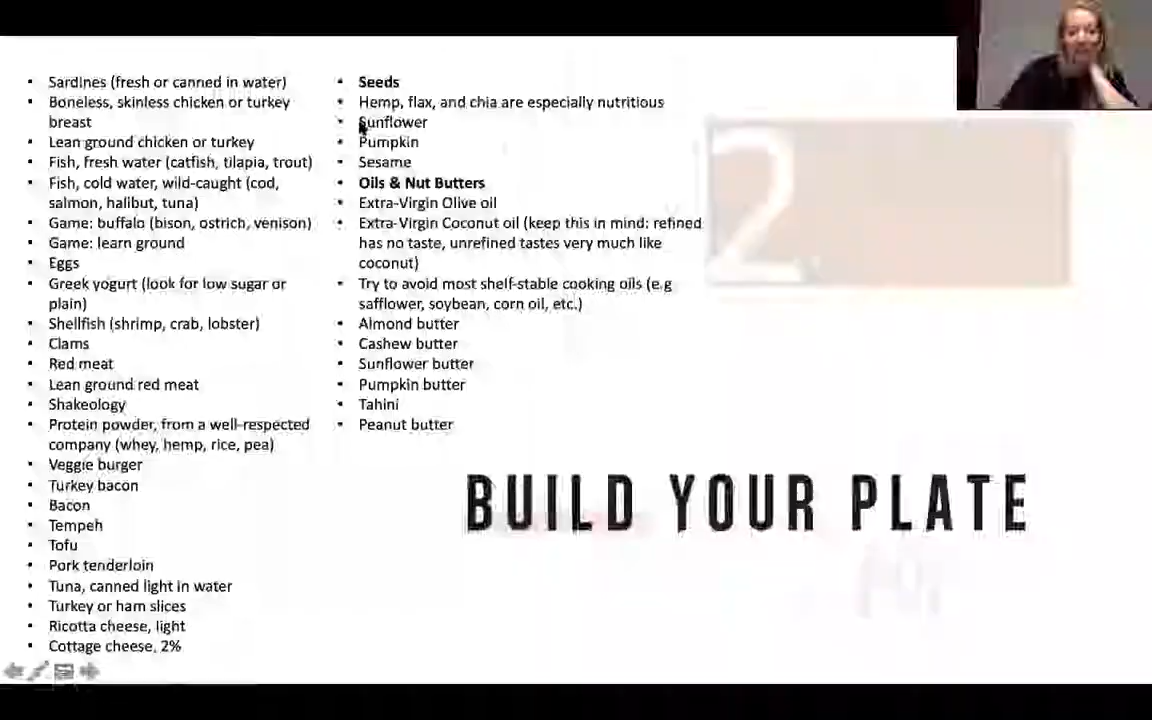 Sardines (fresh or canned in water)
Boneless, skinless chicken or turkey
breast
Lean ground chicken or turkey
Fish, fresh water (catfish, tilapia, trout)
Fish, cold water, wild-caught (cod,
salmon, halibut, tuna)
Game: buffalo (bison, ostrich, venison)
Game: learn ground
Eggs
Greek yogurt (look for low sugar or
plain)
Shellfish (shrimp, crab, lobster)
Clams
Red meat
Lean ground red meat
Shakeology
Protein powder, from a well-respected
company (whey, hemp, rice, pea)
Veggie burger
Turkey bacon
Bacon
Tempeh
Tofu
Pork tenderloin
Tuna, canned light in water
Turkey or ham slices
Ricotta cheese, light
Cottage cheese, 2%
Seeds
Hemp, flax, and chia are especially nutritious
Sunflower
Pumpkin
Sesame
Oils & Nut Butters
Extra-Virgin Olive oil
Extra-Virgin Coconut oil (keep this in mind: refined
has no taste, unrefined tastes very much like
coconut)
Try to avoid most shelf-stable cooking oils (e.g
safflower, soybean, corn oil, etc.)
Almond butter
Cashew butter
Sunflower butter
Pumpkin butter
Tahini
Peanut butter
2
BUILD YOUR PLATE